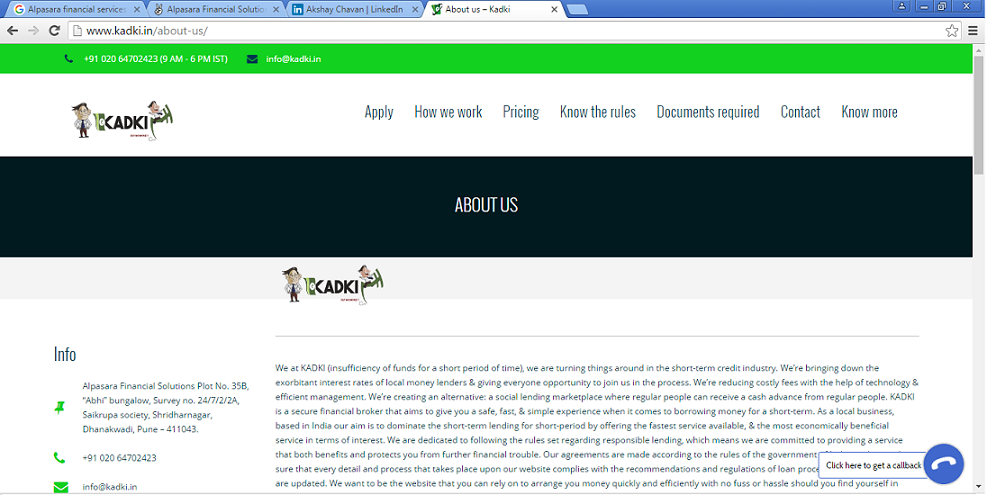 Alpasara financial services
Alpasara Financial Solutio
Akshay Chavan | LinkedIn
About us – Kadki
www.kadki.in/about-us/
+91 020 64702423 (9 AM - 6 PM IST)
info@kadki.in
KADKI
Apply
How we work
Pricing
Know the rules
Documents required
Contact
Know more
ABOUT US
KADKI
Info
Alpasara Financial Solutions Plot No. 35B,
"Abhi" bungalow, Survey no. 24/7/2/2A,
Saikrupa society, Shridharnagar,
Dhanakwadi, Pune – 411043.
+91 020 64702423
info@kadki.in
We at KADKI (insufficiency of funds for a short period of time), we are turning things around in the short-term credit industry. We're bringing down the
exorbitant interest rates of local money lenders & giving everyone opportunity to join us in the process. We're reducing costly fees with the help of technology &
efficient management. We're creating an alternative: a social lending marketplace where regular people can receive a cash advance from regular people. KADKI
is a secure financial broker that aims to give you a safe, fast, & simple experience when it comes to borrowing money for a short-term. As a local business,
based in India our aim is to dominate the short-term lending for short-period by offering the fastest service available, & the most economically beneficial
service in terms of interest. We are dedicated to following the rules set regarding responsible lending, which means we are committed to providing a service
that both benefits and protects you from further financial trouble. Our agreements are made according to the rules of the government
sure that every detail and process that takes place upon our website complies with the recommendations and regulations of loan proc
are updated. We want to be the website that you can rely on to arrange you money quickly and efficiently with no fuss or hassle should you find yourself in
Click here to get a callback